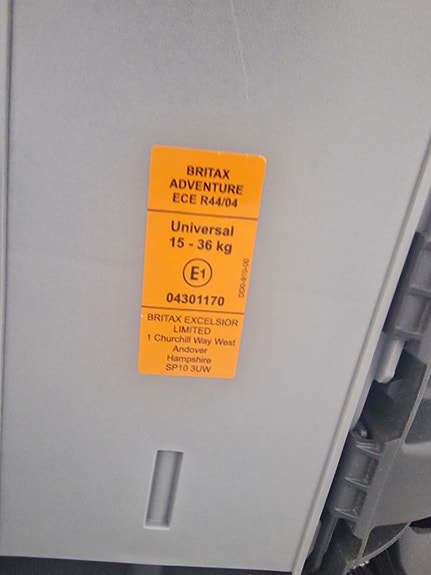 BRITAX
ADVENTURE
ECE R44/04
Universal
15 - 36 kg
E1
04301170
BRITAX EXCELSIOR
LIMITED
1 Churchill Way West
Andover
Hampshire
SP10 3UW